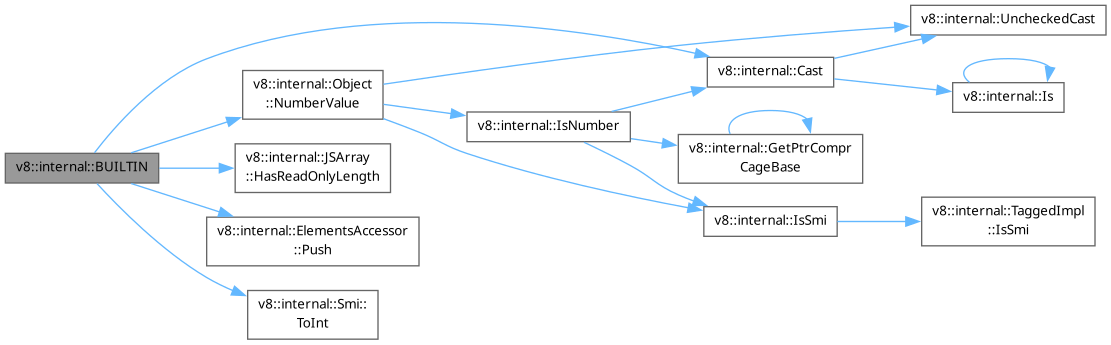 v8::internal::BUILTIN
v8::internal::Object
::NumberValue
v8::internal::JSArray
::HasReadOnlyLength
v8::internal::ElementsAccessor
::Push
v8::internal::Smi::
ToInt
v8::internal::IsNumber
v8::internal::Cast
v8::internal::GetPtrCompr
CageBase
v8::internal::IsSmi
v8::internal::UncheckedCast
v8::internal::Is
v8::internal::TaggedImpl
::IsSmi